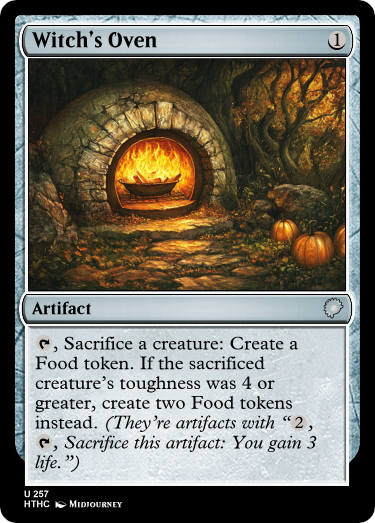 Witch's Oven 1
Artifact
, Sacrifice a creature: Create a
Food token. If the sacrificed
creature's toughness was 4 or
greater, create two Food tokens
instead. (They're artifacts with “2,
, Sacrifice this artifact: You gain 3
life.”)
U 257
HTHC Midjourney